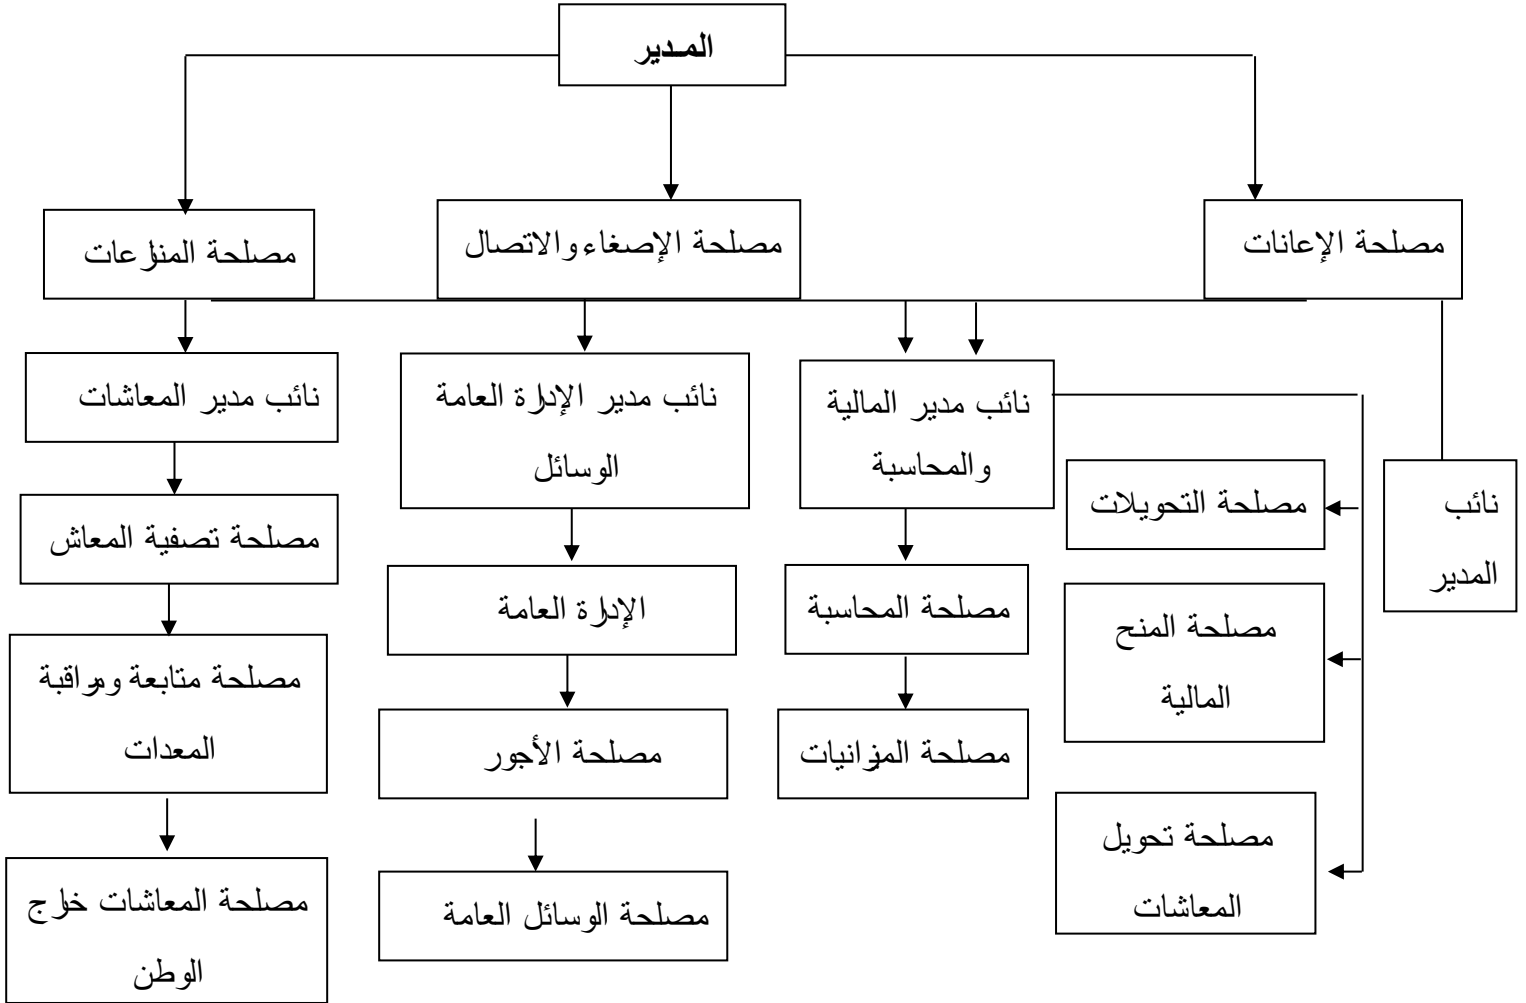 المـدير
مصلحة الإعانات
مصلحة الإصغاء والاتصال
مصلحة المنازعات
نائب
المدير
نائب مدير المالية
والمحاسبة
نائب مدير الإدارة العامة
الوسائل
نائب مدير المعاشات
مصلحة التحويلات
مصلحة المنح
المالية
مصلحة تحويل
المعاشات
مصلحة المحاسبة
مصلحة الميزانيات
الإدارة العامة
مصلحة الأجور
مصلحة الوسائل العامة
مصلحة تصفية المعاش
مصلحة متابعة ومراقبة
المعدات
مصلحة المعاشات خارج
الوطن